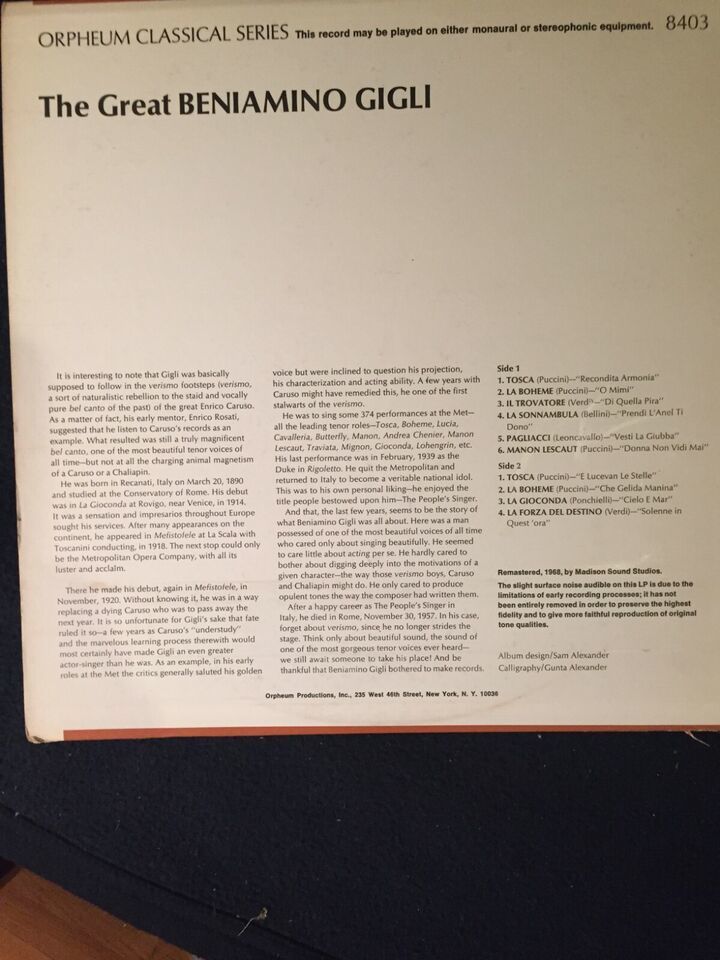 ORPHEUM CLASSICAL SERIES This record may be played on either monaural or stereophonic equipment. 8403
The Great BENIAMINO GIGLI
It is interesting to note that Gigli was basically
supposed to follow in the verismo footsteps (verismo,
a sort of naturalistic rebellion to the staid and vocally
pure bel canto of the past) of the great Enrico Caruso.
As a matter of fact, his early mentor, Enrico Rosati,
suggested that he listen to Caruso's records as an
example. What resulted was still a truly magnificent
bel canto, one of the most beautiful tenor voices of
all time—but not at all the charging animal magnetism
of a Caruso or a Chaliapin.
He was born in Recanati, Italy on March 20, 1890
and studied at the Conservatory of Rome. His debut
was in La Gioconda at Rovigo, near Venice, in 1914.
It was a sensation and impresarios throughout Europe
sought his services. After many appearances on the
continent, he appeared in Mefistofele at La Scala with
Toscanini conducting, in 1918. The next stop could only
be the Metropolitan Opera Company, with all its
luster and acclaim.
There he made his debut, again in Mefistofele, in
November, 1920. Without knowing it, he was in a way
replacing a dying Caruso who was to pass away the
next year. It is so unfortunate for Gigli's sake that fate
ruled it so—a few years as Caruso's "understudy"
and the marvelous learning process therewith would
most certainly have made Gigli an even greater
actor-singer than he was. As an example, in his early
roles at the Met the critics generally saluted his golden
voice but were inclined to question his projection,
his characterization and acting ability. A few years with
Caruso might have remedied this, he one of the first
stalwarts of the verismo.
He was to sing some 374 performances at the Met—
all the leading tenor roles—Tosca, Boheme, Lucia,
Cavalleria, Butterfly, Manon, Andrea Chenier, Manon
Lescaut, Traviata, Mignon, Gioconda, Lohengrin, etc.
His last performance was in February, 1939 as the
Duke in Rigoletto. He quit the Metropolitan and
returned to Italy to become a veritable national idol.
This was to his own personal liking—he enjoyed the
title people bestowed upon him—The People's Singer.
And that, the last few years, seems to be the story of
what Beniamino Gigli was all about. Here was a man
possessed of one of the most beautiful voices of all time
who cared only about singing beautifully. He seemed
to care little about acting per se. He hardly cared to
bother about digging deeply into the motivations of a
given character—the way those verismo boys, Caruso
and Chaliapin might do. He only cared to produce
opulent tones the way the composer had written them.
After a happy career as The People's Singer in
Italy, he died in Rome, November 30, 1957. In his case,
forget about verismo, since he no longer strides the
stage. Think only about beautiful sound, the sound of
one of the most gorgeous tenor voices ever heard—
we still await someone to take his place! And be
thankful that Beniamino Gigli bothered to make records.
Side 1
1. TOSCA (Puccini)—"Recondita Armonia"
2. LA BOHEME (Puccini)—"O Mimi"
3. IL TROVATORE (Verdi)—"Di Quella Pira"
4. LA SONNAMBULA (Bellini)—"Prendi L'Anel Ti
Dono"
5. PAGLIACCI (Leoncavallo)—"Vesti La Giubba"
6. MANON LESCAUT (Puccini)—"Donna Non Vidi Mai"
Side 2
1. TOSCA (Puccini)—"E Lucevan Le Stelle"
2. LA BOHEME (Puccini)—"Che Gelida Manina"
3. LA GIOCONDA (Ponchielli)—"Cielo E Mar"
4. LA FORZA DEL DESTINO (Verdi)—"Solenne in
Quest 'ora"
Remastered, 1968, by Madison Sound Studios.
The slight surface noise audible on this LP is due to the
limitations of early recording processes; it has not
been entirely removed in order to preserve the highest
fidelity and to give more faithful reproduction of original
tone qualities.
Album design/Sam Alexander
Calligraphy/Gunta Alexander
Orpheum Productions, Inc., 235 West 46th Street, New York, N. Y. 10036